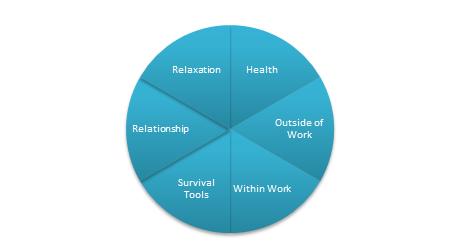 Relaxation
Health
Relationship
Outside of
Work
Survival
Tools
Within Work